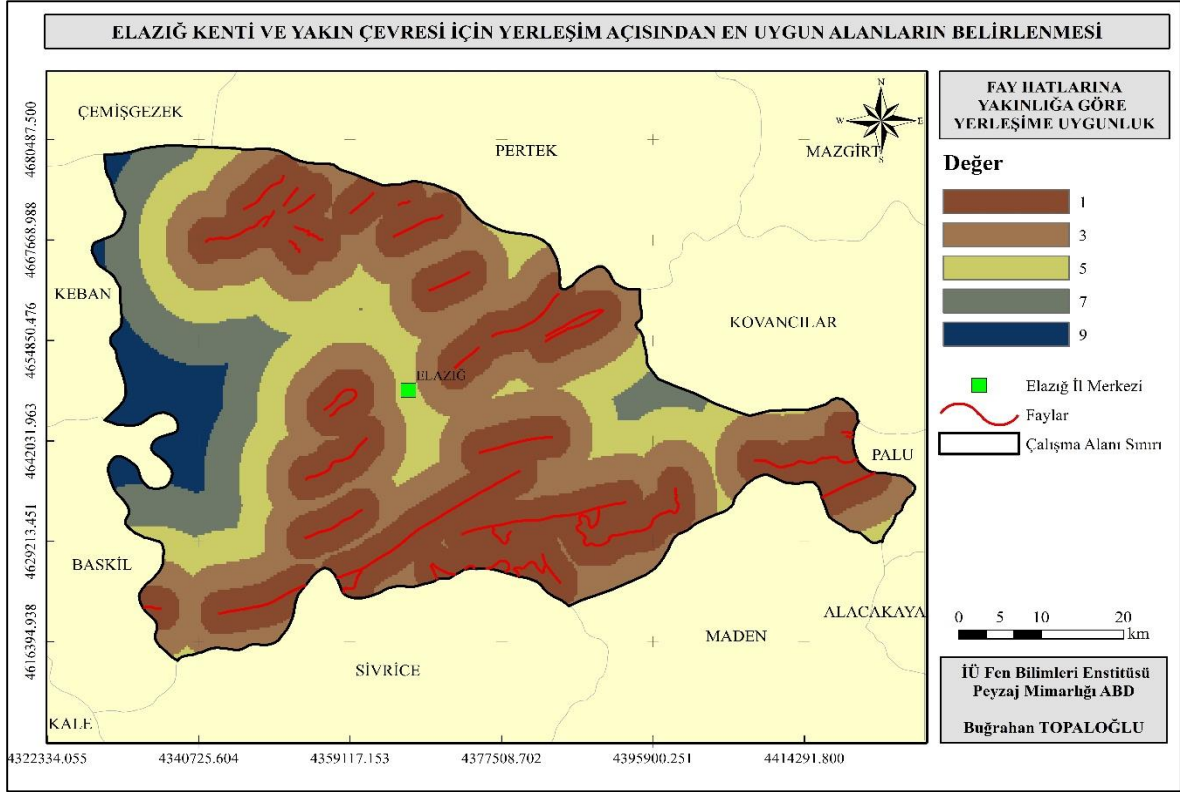 ELAZIĞ KENTİ VE YAKIN ÇEVRESİ İÇİN YERLEŞİM AÇISINDAN EN UYGUN ALANLARIN BELİRLENMESİ
ÇEMİŞGEZEK
PERTEK
MAZGİRT
KEBAN
KOVANCILAR
ELAZIĞ
PALU
BASKİL
ALACAKAYA
MADEN
SİVRİCE
KALE
N
W
E
S
4680487.500
4667668.988
4654850.476
4642031.963
4629213.451
4616394.938
4322334.055
4340725.604
4359117.153
4377508.702
4395900.251
4414291.800
FAY HATLARINA
YAKINLIĞA GÖRE
YERLEŞİME UYGUNLUK
Değer
1
3
5
7
9
Elazığ İl Merkezi
Faylar
Çalışma Alanı Sınırı
0 5 10 20
km
İÜ Fen Bilimleri Enstitüsü
Peyzaj Mimarlığı ABD
Buğrahan TOPALOĞLU